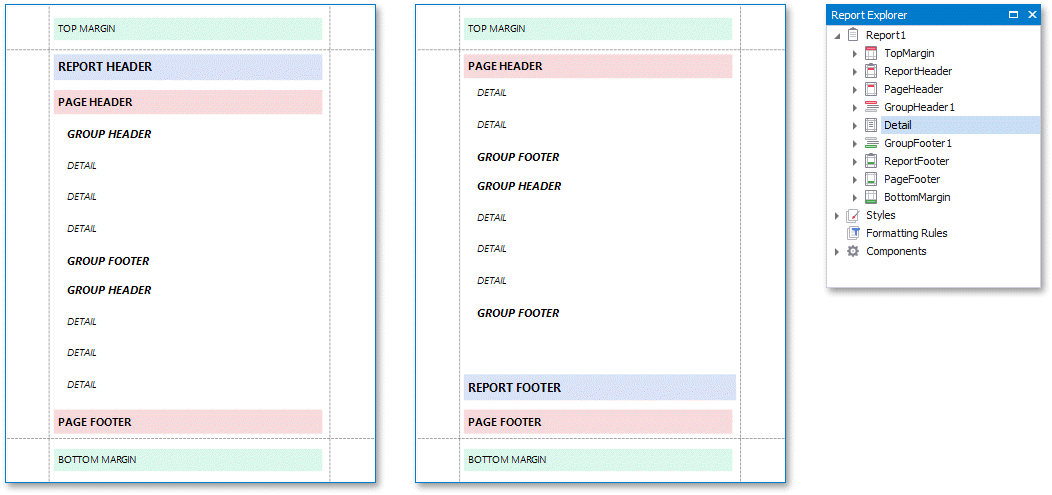 TOP MARGIN
REPORT HEADER
PAGE HEADER
GROUP HEADER
DETAIL
DETAIL
DETAIL
GROUP FOOTER
GROUP HEADER
DETAIL
DETAIL
DETAIL
PAGE FOOTER
BOTTOM MARGIN
TOP MARGIN
PAGE HEADER
DETAIL
DETAIL
GROUP FOOTER
GROUP HEADER
DETAIL
DETAIL
DETAIL
GROUP FOOTER
REPORT FOOTER
PAGE FOOTER
BOTTOM MARGIN
Report Explorer
Report1
TopMargin
ReportHeader
PageHeader
GroupHeader1
Detail
GroupFooter1
ReportFooter
PageFooter
BottomMargin
Styles
Formatting Rules
Components